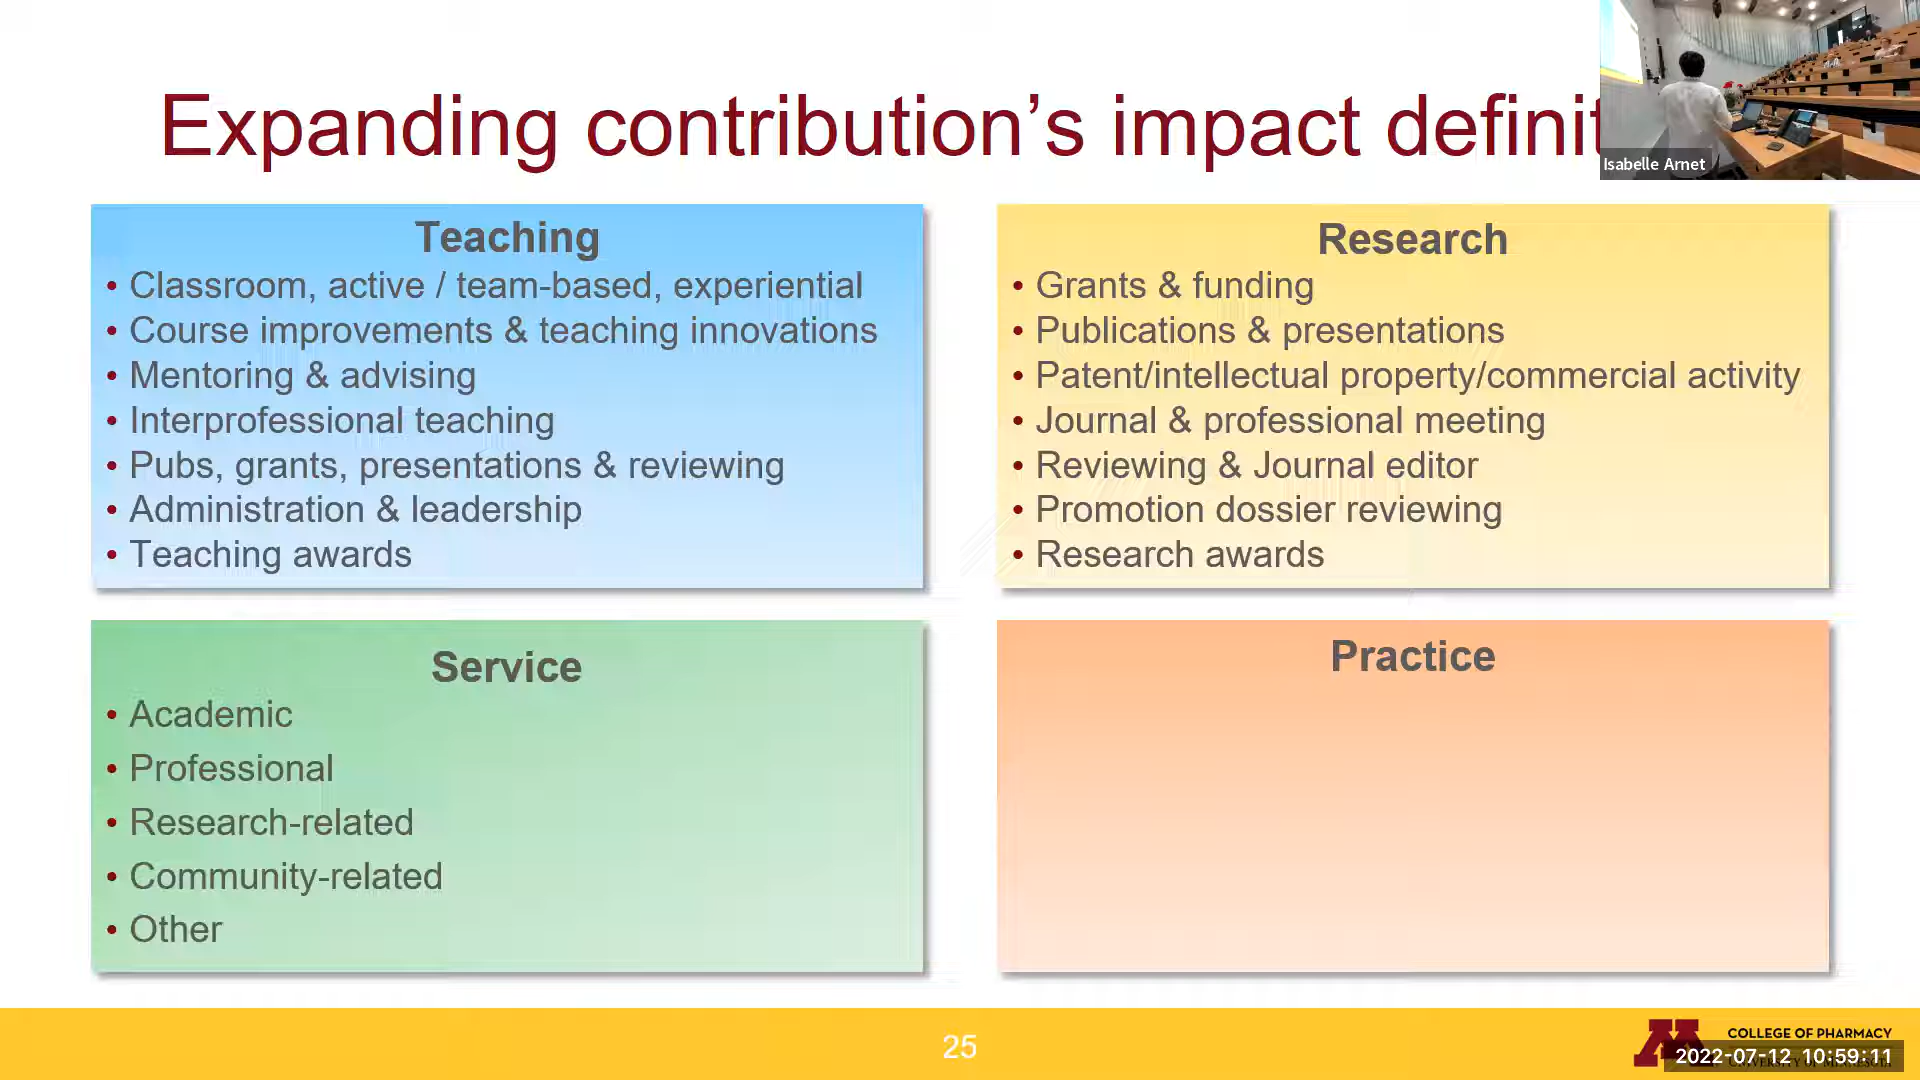 Expanding contribution’s impact definit
Isabelle Arnet
Teaching
• Classroom, active / team-based, experiential
• Course improvements & teaching innovations
• Mentoring & advising
• Interprofessional teaching
• Pubs, grants, presentations & reviewing
• Administration & leadership
• Teaching awards
Research
• Grants & funding
• Publications & presentations
• Patent/intellectual property/commercial activity
• Journal & professional meeting
• Reviewing & Journal editor
• Promotion dossier reviewing
• Research awards
Service
• Academic
• Professional
• Research-related
• Community-related
• Other
Practice
25
M
COLLEGE OF PHARMACY
UNIVERSITY OF MINNESOTA
2022-07-12 10:59:11